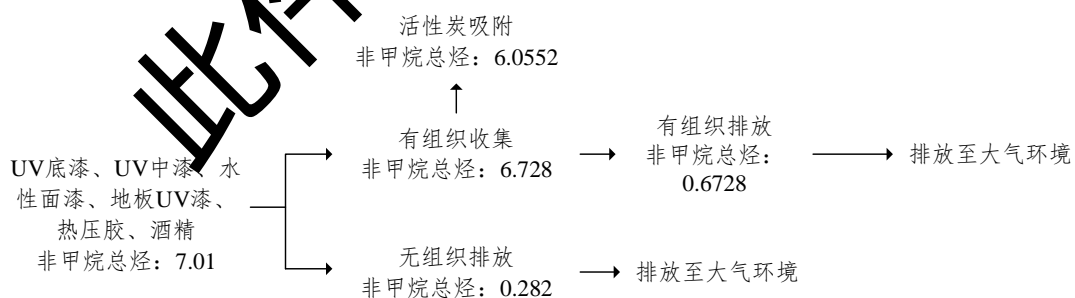 此件
活性炭吸附
非甲烷总烃：6.0552
有组织收集
非甲烷总烃：6.728
有组织排放
非甲烷总烃：
0.6728
排放至大气环境
UV底漆、UV中漆、水
性面漆、地板UV漆、
热压胶、酒精
非甲烷总烃：7.01
无组织排放
非甲烷总烃：0.282
排放至大气环境